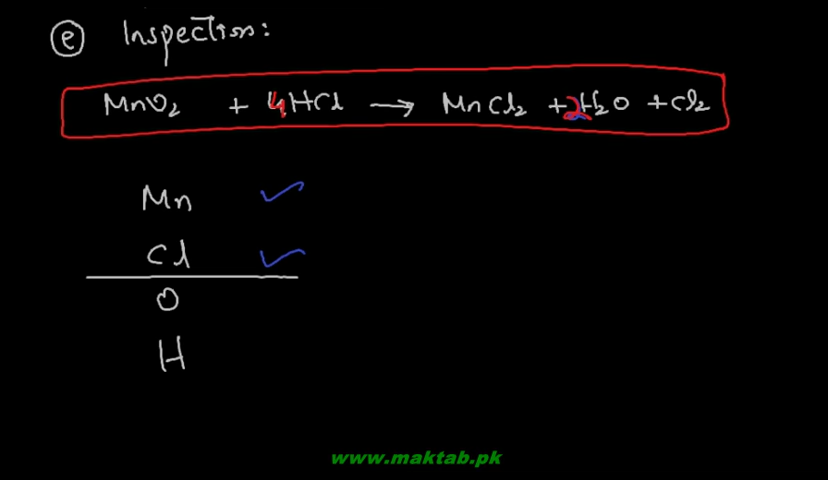 (e) Inspection:
MnO₂ + 4HCl → MnCl₂ + 2H₂O + Cl₂
Mn ✓
Cl ✓
O
H
www.maktab.pk